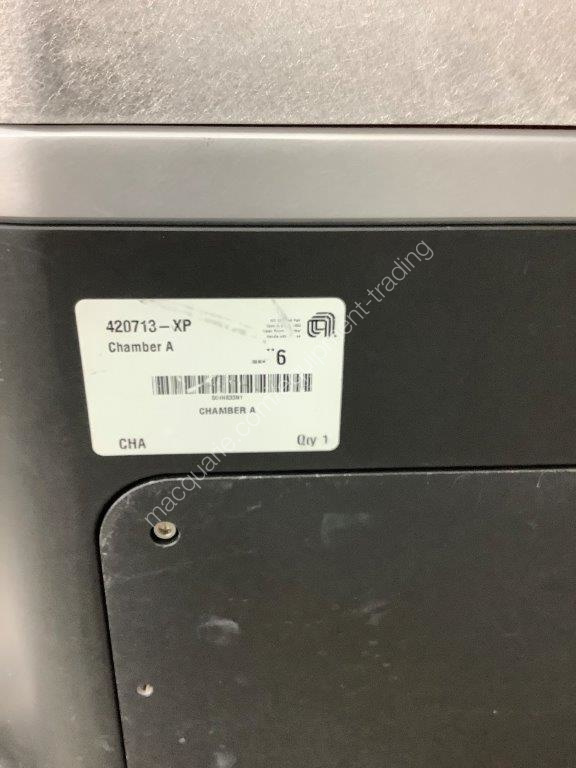 420713-XP
Chamber A
6
CHAMBER A
CHA
Qty 1
macquarie.com/equipment-trading